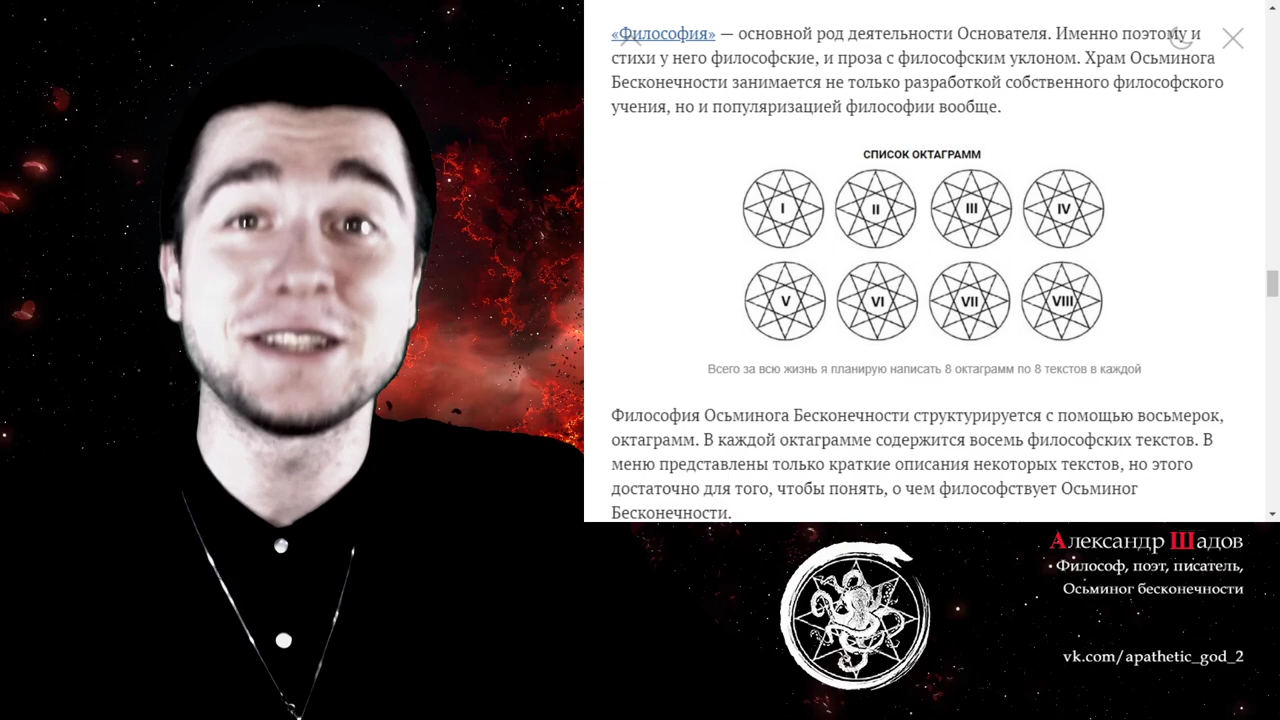 «Философия» — основной род деятельности Основателя. Именно поэтому и
стихи у него философские, и проза с философским уклоном. Храм Осьминога
Бесконечности занимается не только разработкой собственного философского
учения, но и популяризацией философии вообще.
СПИСОК ОКТАГРАММ
I II III IV
V VI VII VIII
Всего за всю жизнь я планирую написать 8 октаграмм по 8 текстов в каждой
Философия Осьминога Бесконечности структурируется с помощью восьмерок,
октаграмм. В каждой октаграмме содержится восемь философских текстов. В
меню представлены только краткие описания некоторых текстов, но этого
достаточно для того, чтобы понять, о чем философствует Осьминог
Бесконечности.
Александр Шадов
Философ, поэт, писатель,
Осьминог бесконечности
vk.com/apathetic_god_2